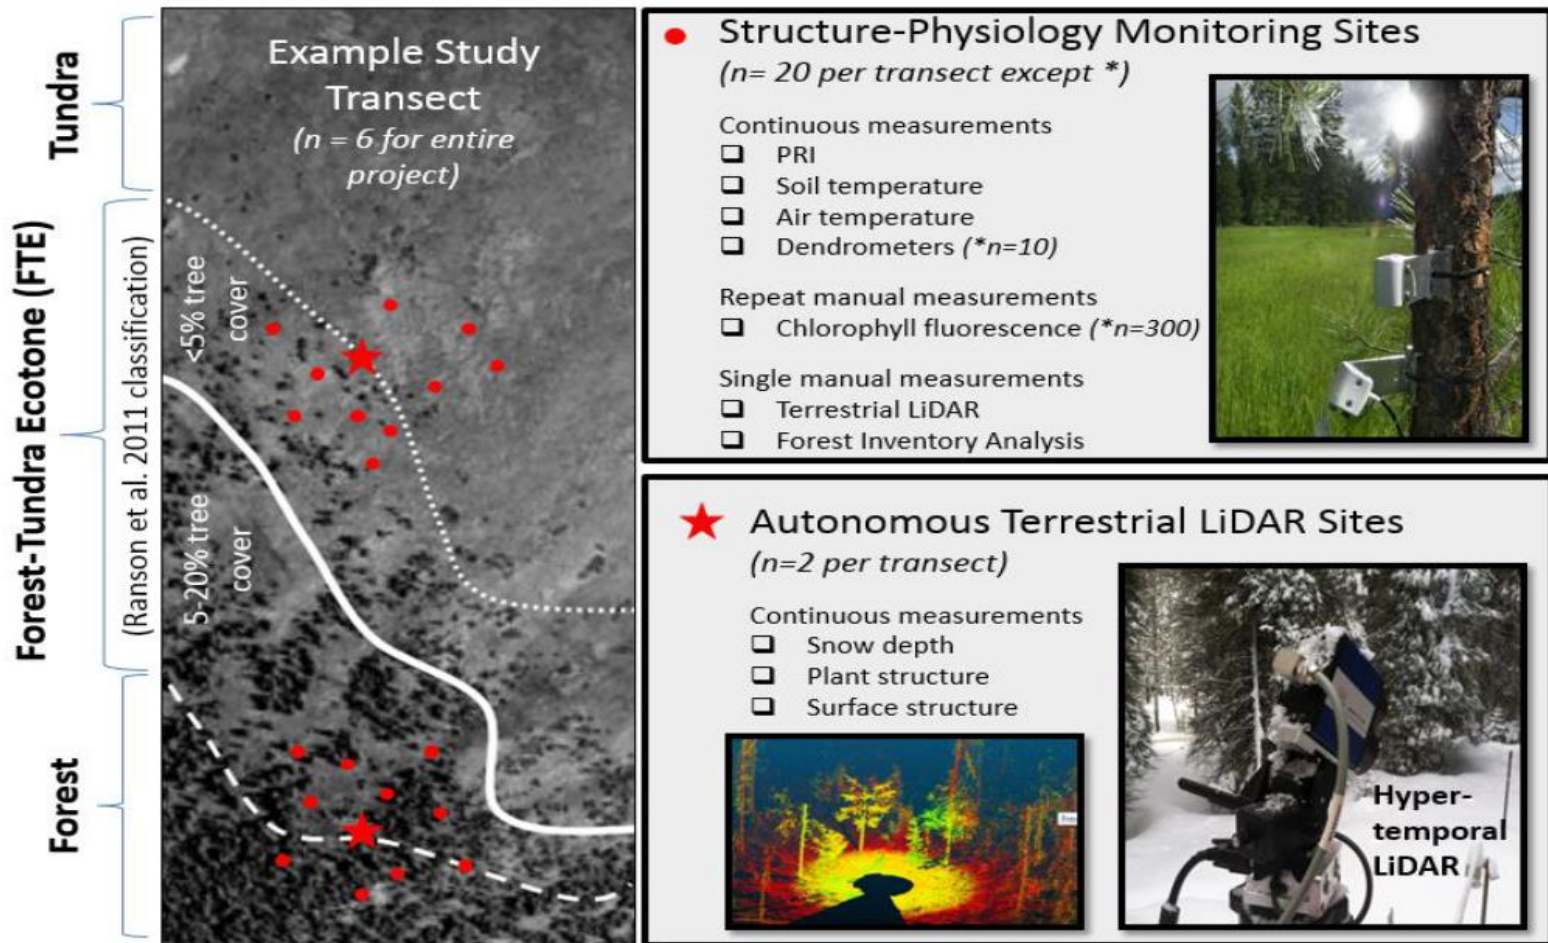 Tundra
Forest-Tundra Ecotone (FTE)
(Ranson et al. 2011 classification)
Forest
Example Study
Transect
(n = 6 for entire
project)
<5% tree
cover
5-20% tree
cover
Structure-Physiology Monitoring Sites
(n= 20 per transect except *)
Continuous measurements
❑ PRI
❑ Soil temperature
❑ Air temperature
❑ Dendrometers (*n=10)
Repeat manual measurements
❑ Chlorophyll fluorescence (*n=300)
Single manual measurements
❑ Terrestrial LiDAR
❑ Forest Inventory Analysis
Autonomous Terrestrial LiDAR Sites
(n=2 per transect)
Continuous measurements
❑ Snow depth
❑ Plant structure
❑ Surface structure
Hyper-
temporal
LiDAR